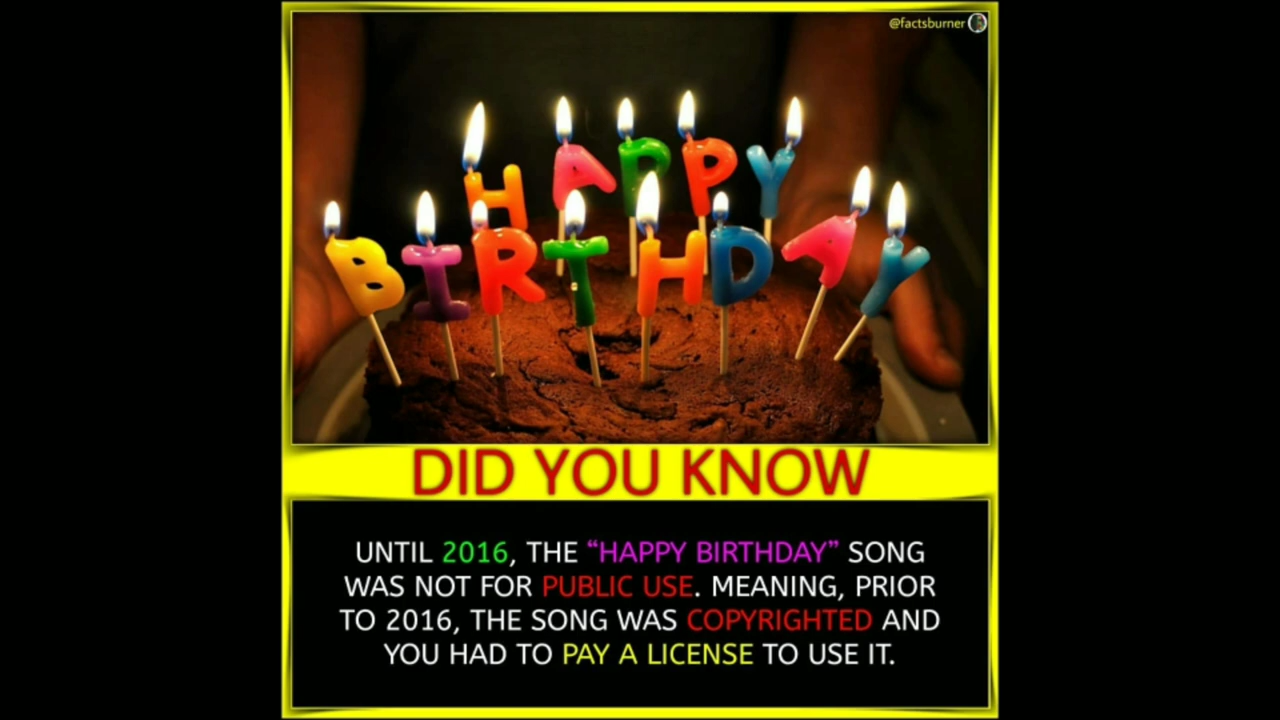 @factsburner
HAPPY
BIRTHDAY
DID YOU KNOW
UNTIL 2016, THE “HAPPY BIRTHDAY” SONG
WAS NOT FOR PUBLIC USE. MEANING, PRIOR
TO 2016, THE SONG WAS COPYRIGHTED AND
YOU HAD TO PAY A LICENSE TO USE IT.